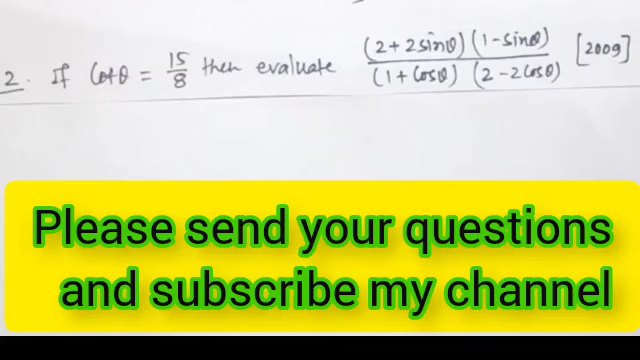 2. If Cotθ = 15/8 then evaluate (2+2sinθ)(1-sinθ)/(1+Cosθ)(2-2Cosθ) [2009]
Please send your questions
and subscribe my channel